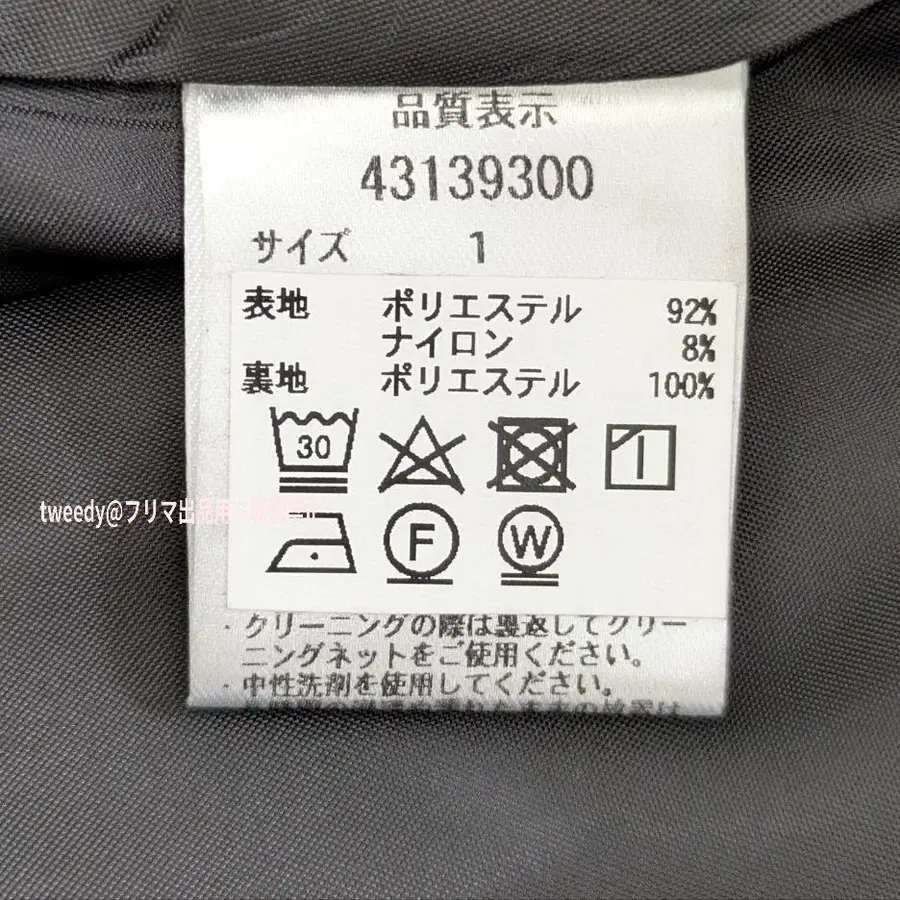 品質表示
43139300
サイズ 1
表地 ポリエステル 92%
ナイロン 8%
裏地 ポリエステル 100%
30
F
W
tweedy@フリマ出品用
・クリーニングの際は裏返してクリー
ニングネットをご使用ください。
・中性洗剤を使用してください。